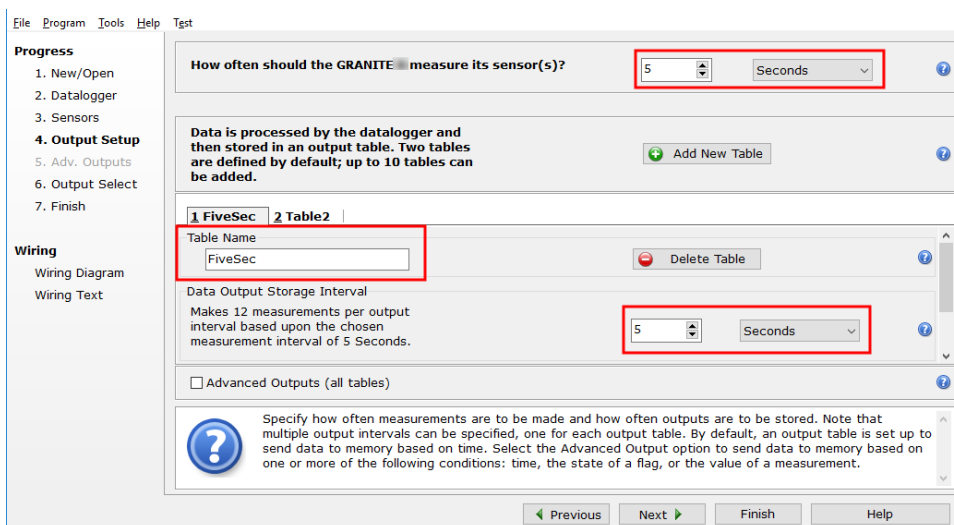 File Program Tools Help Test
Progress
1. New/Open
2. Datalogger
3. Sensors
4. Output Setup
5. Adv. Outputs
6. Output Select
7. Finish
Wiring
Wiring Diagram
Wiring Text
How often should the GRANITE measure its sensor(s)?
5 Seconds
Data is processed by the datalogger and
then stored in an output table. Two tables
are defined by default; up to 10 tables can
be added.
Add New Table
1 FiveSec 2 Table2
Table Name
FiveSec
Delete Table
Data Output Storage Interval
Makes 12 measurements per output
interval based upon the chosen
measurement interval of 5 Seconds.
5 Seconds
Advanced Outputs (all tables)
Specify how often measurements are to be made and how often outputs are to be stored. Note that
multiple output intervals can be specified, one for each output table. By default, an output table is set up to
send data to memory based on time. Select the Advanced Output option to send data to memory based on
one or more of the following conditions: time, the state of a flag, or the value of a measurement.
Previous Next Finish Help